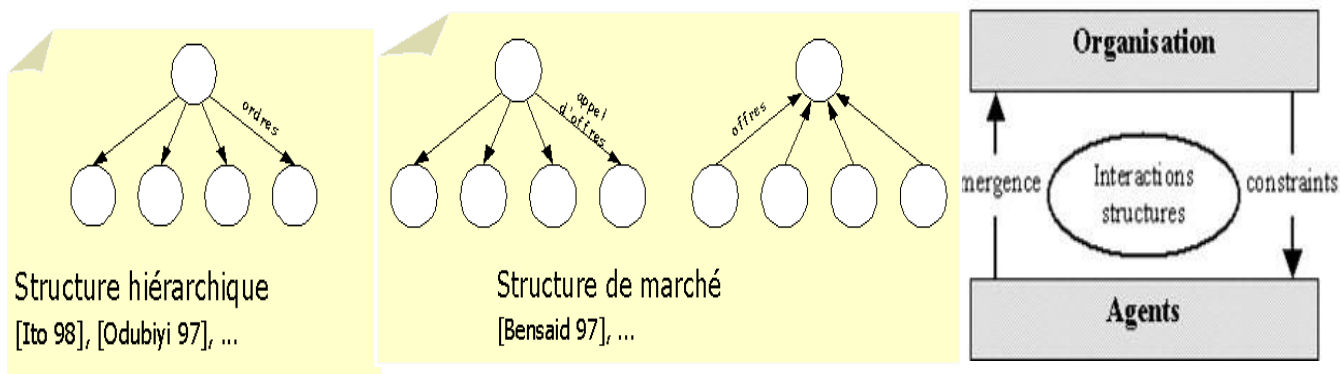 ordres
Structure hiérarchique
[Ito 98], [Odubiyi 97], ...
appel
d'offres
offres
Structure de marché
[Bensaid 97], ...
Organisation
mergence
Interactions
structures
constraints
Agents